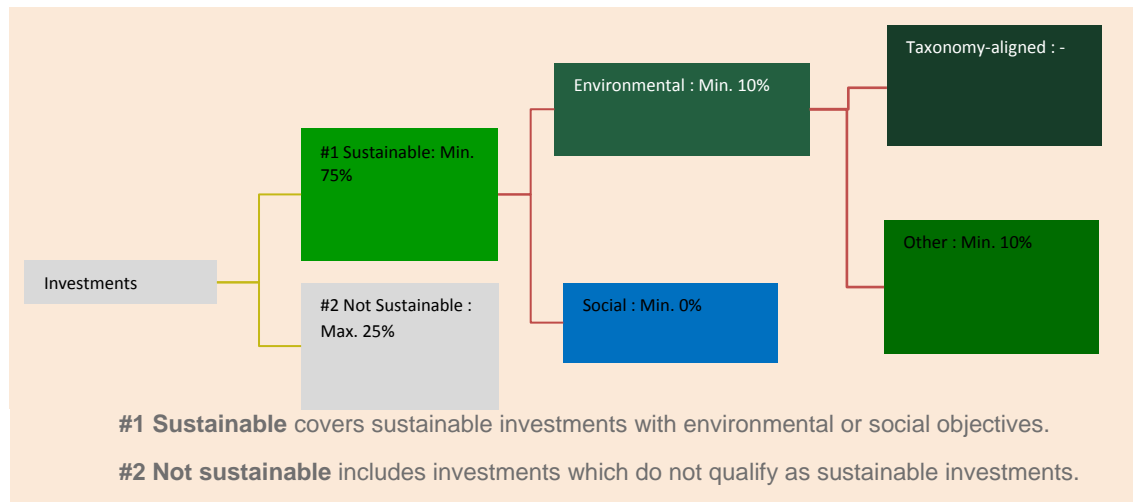 Taxonomy-aligned : -
Environmental : Min. 10%
#1 Sustainable: Min.
75%
Other : Min. 10%
Investments
#2 Not Sustainable :
Max. 25%
Social : Min. 0%
#1 Sustainable covers sustainable investments with environmental or social objectives.
#2 Not sustainable includes investments which do not qualify as sustainable investments.